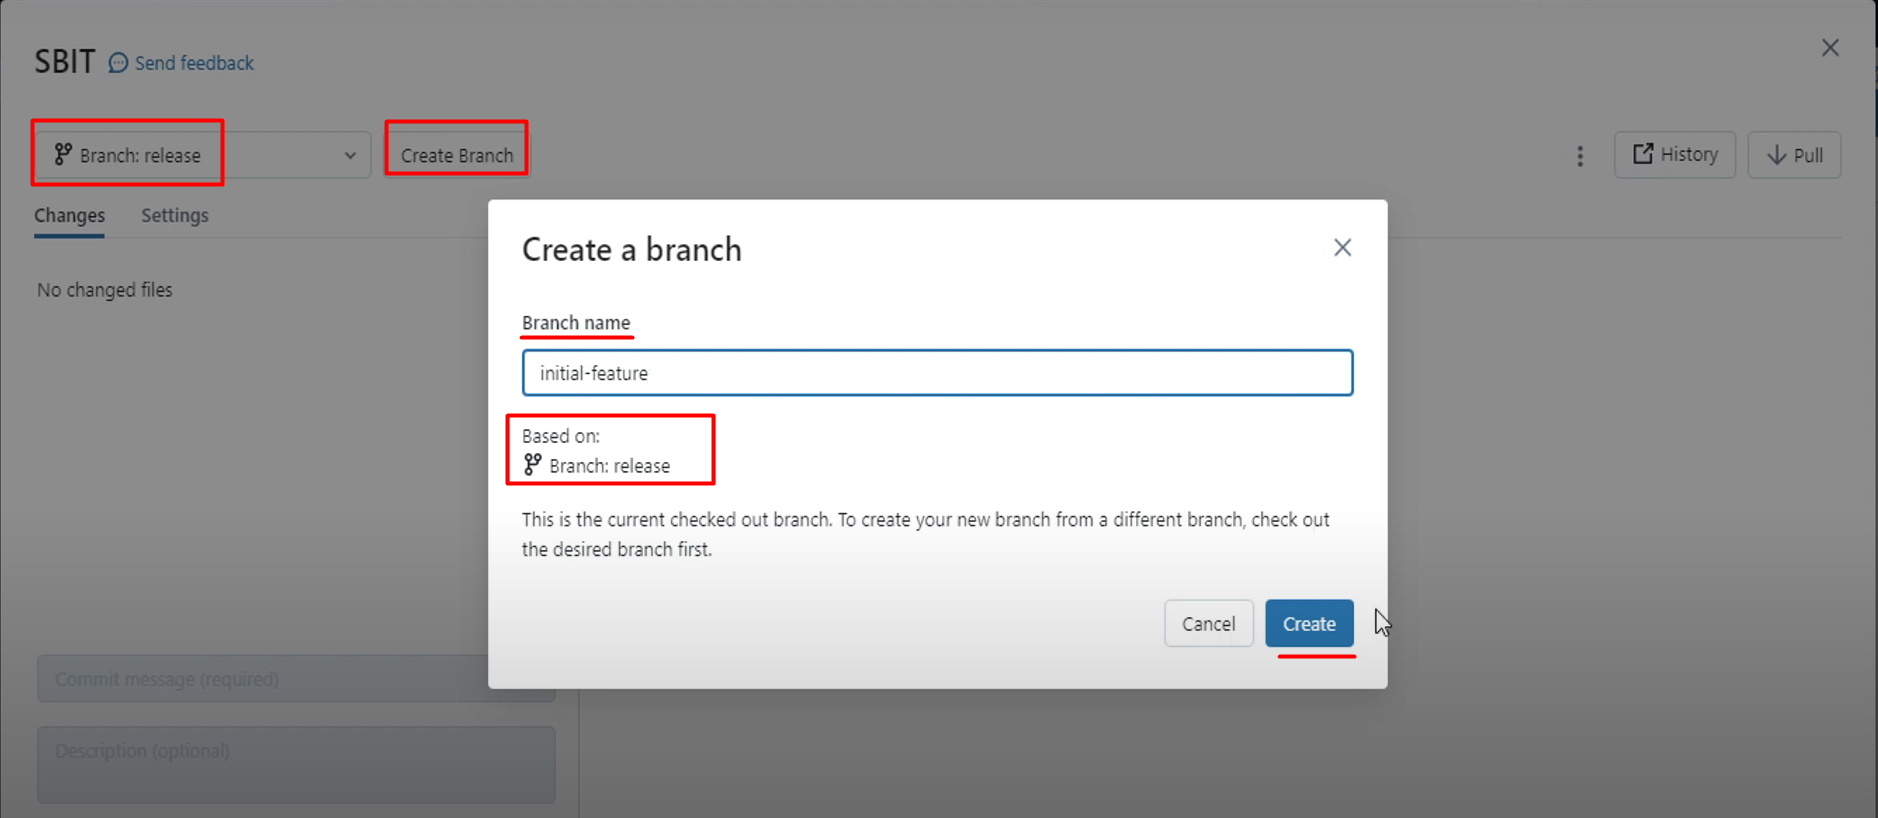 SBIT Send feedback
Branch: release
Create Branch
History
Pull
Changes Settings
No changed files
Create a branch
Branch name
initial-feature
Based on:
Branch: release
This is the current checked out branch. To create your new branch from a different branch, check out
the desired branch first.
Cancel Create
Commit message (required)
Description (optional)